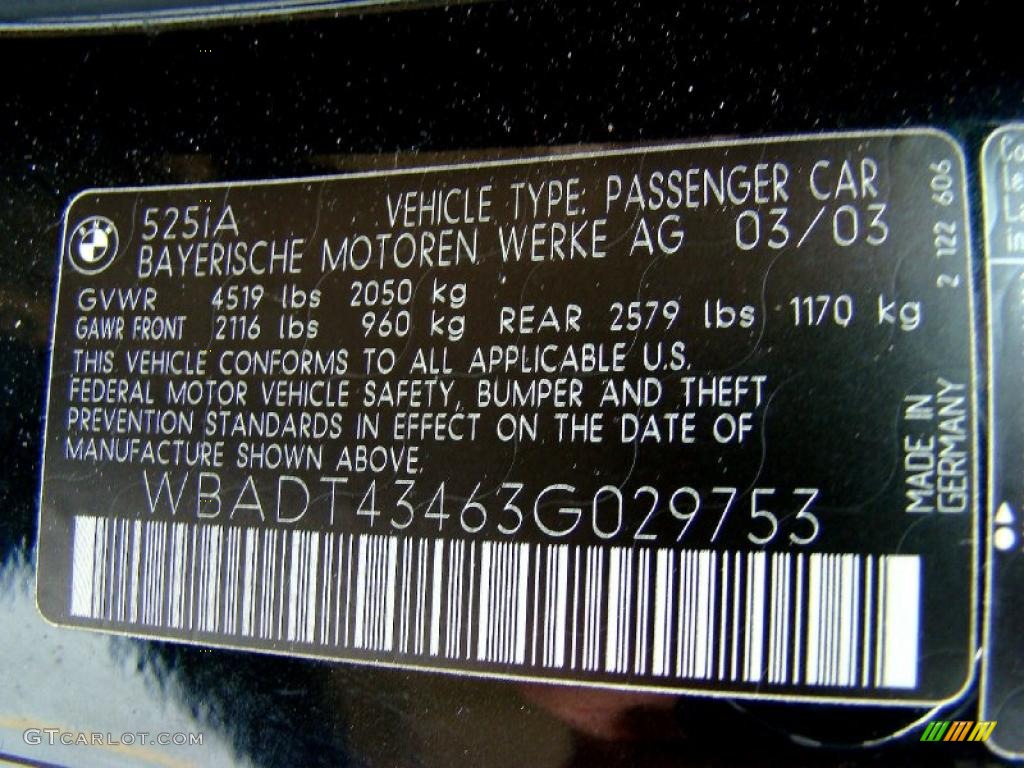 525iA VEHICLE TYPE: PASSENGER CAR
BAYERISCHE MOTOREN WERKE AG 03/03
GVWR 4519 lbs 2050 kg
GAWR FRONT 2116 lbs 960 kg REAR 2579 lbs 1170 kg
THIS VEHICLE CONFORMS TO ALL APPLICABLE U.S.
FEDERAL MOTOR VEHICLE SAFETY, BUMPER AND THEFT
PREVENTION STANDARDS IN EFFECT ON THE DATE OF
MANUFACTURE SHOWN ABOVE.
WBADT43463G029753
2 122 606
MADE IN
GERMANY
GTCARLOT.COM